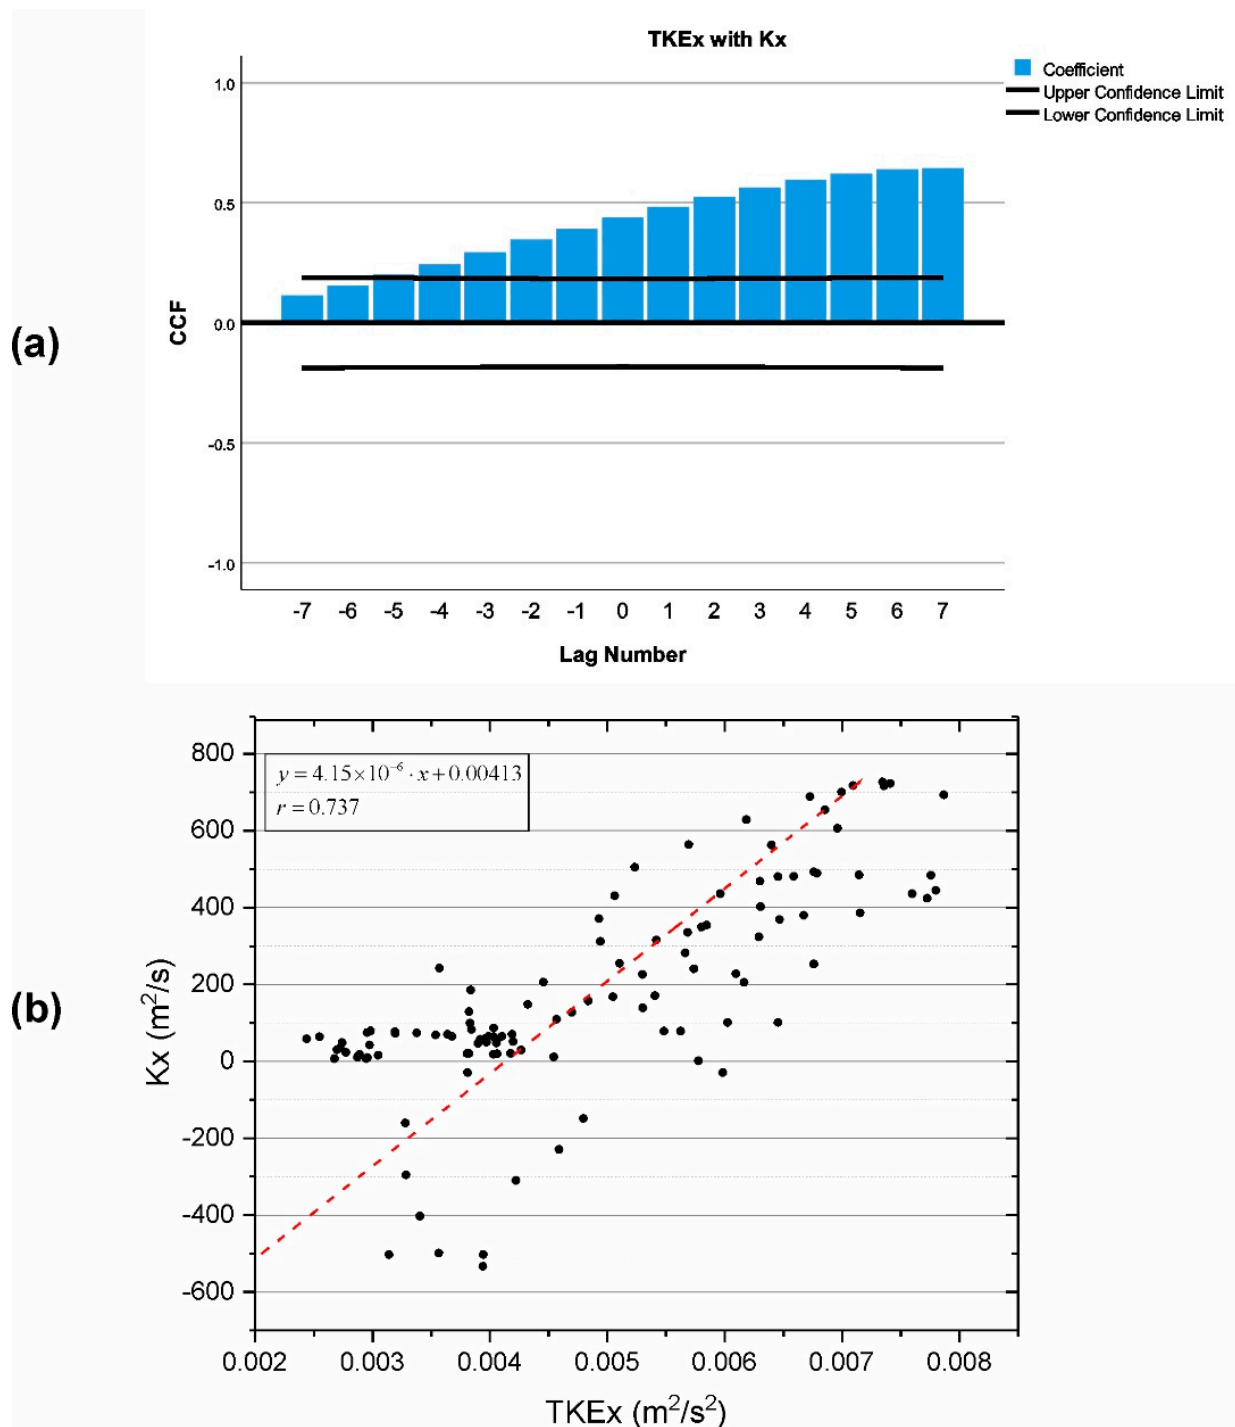 TKEx with Kx
Coefficient
Upper Confidence Limit
Lower Confidence Limit
1.0
0.5
0.0
-0.5
-1.0
CCF
(a)
-7 -6 -5 -4 -3 -2 -1 0 1 2 3 4 5 6 7
Lag Number
800
600
400
200
0
-200
-400
-600
y = 4.15×10⁻⁶ · x + 0.00413
r = 0.737
Kx (m²/s)
(b)
0.002 0.003 0.004 0.005 0.006 0.007 0.008
TKEx (m²/s²)